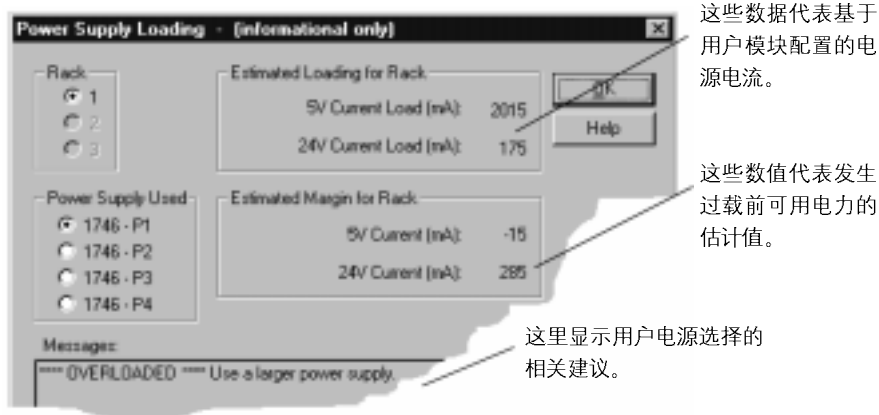 Power Supply Loading - (informational only)
Rack
1
2
3
Estimated Loading for Rack
5V Current Load (mA): 2015
24V Current Load (mA): 175
OK
Help
Power Supply Used
1746 - P1
1746 - P2
1746 - P3
1746 - P4
Estimated Margin for Rack
5V Current (mA): -15
24V Current (mA): 285
Messages:
**** OVERLOADED **** Use a larger power supply.
这些数据代表基于
用户模块配置的电
源电流。
这些数值代表发生
过载前可用电力的
估计值。
这里显示用户电源选择的
相关建议。